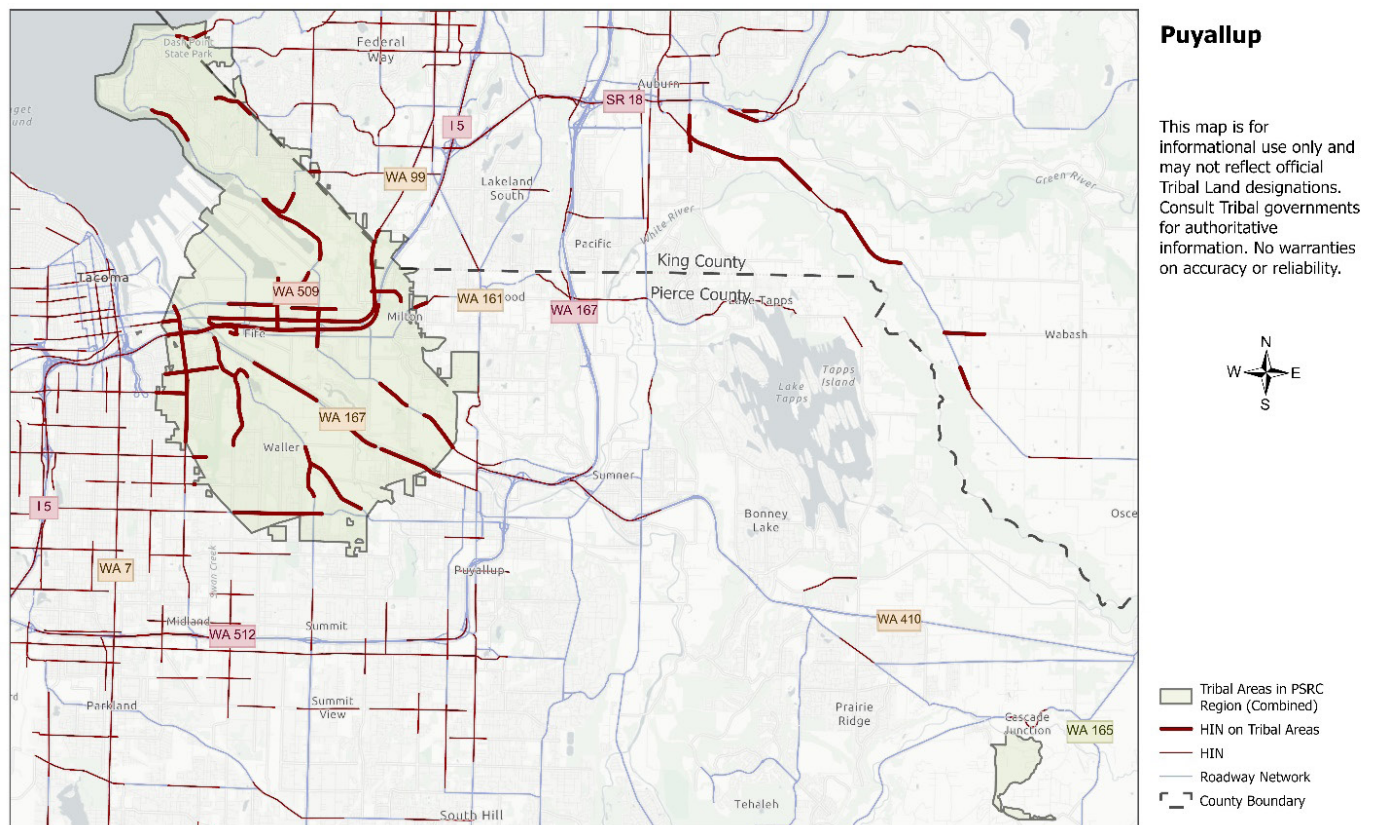 Puyallup
This map is for
informational use only and
may not reflect official
Tribal Land designations.
Consult Tribal governments
for authoritative
information. No warranties
on accuracy or reliability.
N
W E
S
Tribal Areas in PSRC
Region (Combined)
HIN on Tribal Areas
HIN
Roadway Network
County Boundary
Dash Point
State Park
Federal
Way
Auburn
SR 18
I 5
WA 99
Lakeland
South
Green River
White River
Pacific
King County
Pierce County
Tacoma
WA 509
WA 161
ood
WA 167
Lake Tapps
Milton
Fife
Wabash
Tapps
Island
Lake
Tapps
WA 167
Waller
Sumner
I 5
Bonney
Lake
Osce
WA 7
Swan Creek
Puyallup
Midland
WA 512
Summit
WA 410
Parkland
Summit
View
Prairie
Ridge
Cascade
Junction
WA 165
Tehaleh
South Hill